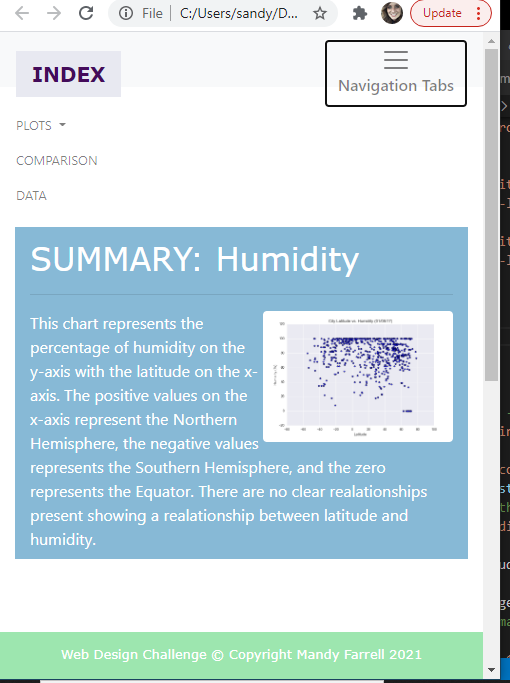 File
C:/Users/sandy/D...
Update
INDEX
Navigation Tabs
PLOTS
COMPARISON
DATA
SUMMARY: Humidity
This chart represents the
percentage of humidity on the
y-axis with the latitude on the x-
axis. The positive values on the
x-axis represent the Northern
Hemisphere, the negative values
represents the Southern Hemisphere, and the zero
represents the Equator. There are no clear realationships
present showing a realationship between latitude and
humidity.
City Latitude vs. Humidity
Latitude
Web Design Challenge © Copyright Mandy Farrell 2021